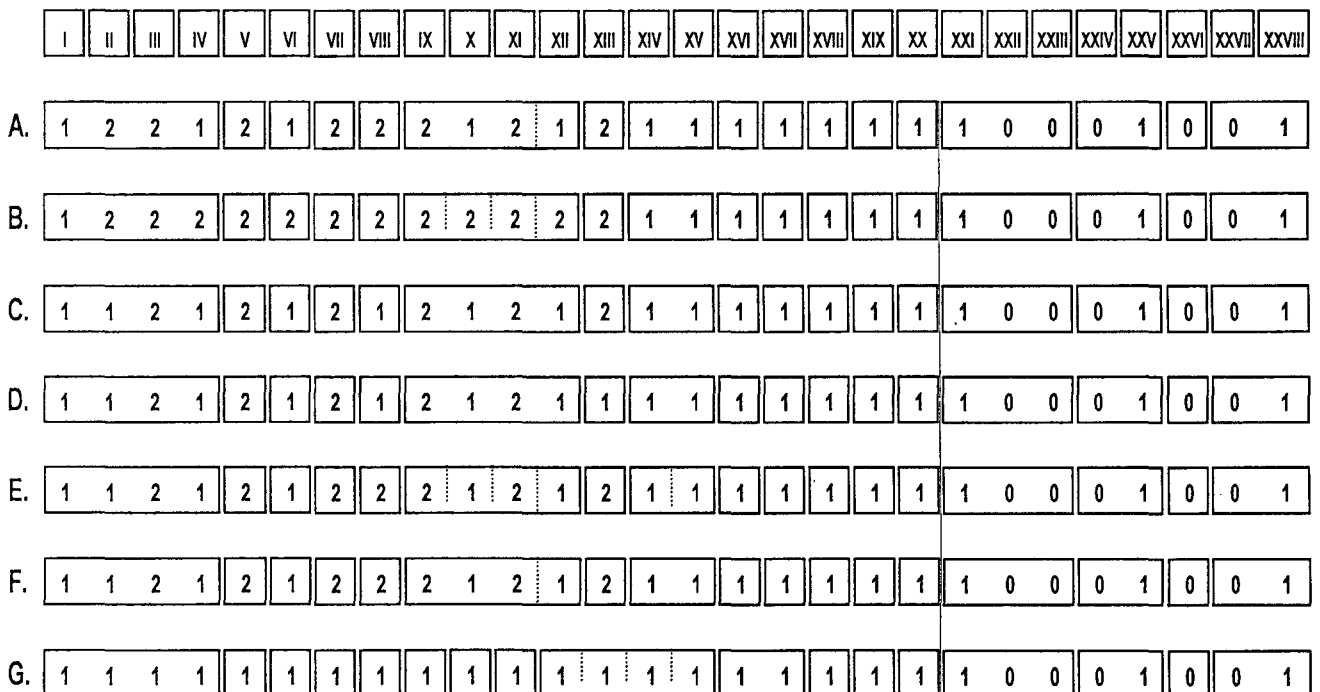 I II III IV V VI VII VIII IX X XI XII XIII XIV XV XVI XVII XVIII XIX XX XXI XXII XXIII XXIV XXV XXVI XXVII XXVIII
A. 1 2 2 1 2 1 2 2 2 1 2 1 2 1 1 1 1 1 1 1 1 0 0 0 1 0 0 1
B. 1 2 2 2 2 2 2 2 2 2 2 2 2 1 1 1 1 1 1 1 1 0 0 0 1 0 0 1
C. 1 1 2 1 2 1 2 1 2 1 2 1 2 1 1 1 1 1 1 1 1 0 0 0 1 0 0 1
D. 1 1 2 1 2 1 2 1 2 1 2 1 1 1 1 1 1 1 1 1 1 0 0 0 1 0 0 1
E. 1 1 2 1 2 1 2 2 2 1 2 1 2 1 1 1 1 1 1 1 1 0 0 0 1 0 0 1
F. 1 1 2 1 2 1 2 2 2 1 2 1 2 1 1 1 1 1 1 1 1 0 0 0 1 0 0 1
G. 1 1 1 1 1 1 1 1 1 1 1 1 1 1 1 1 1 1 1 1 1 0 0 0 1 0 0 1